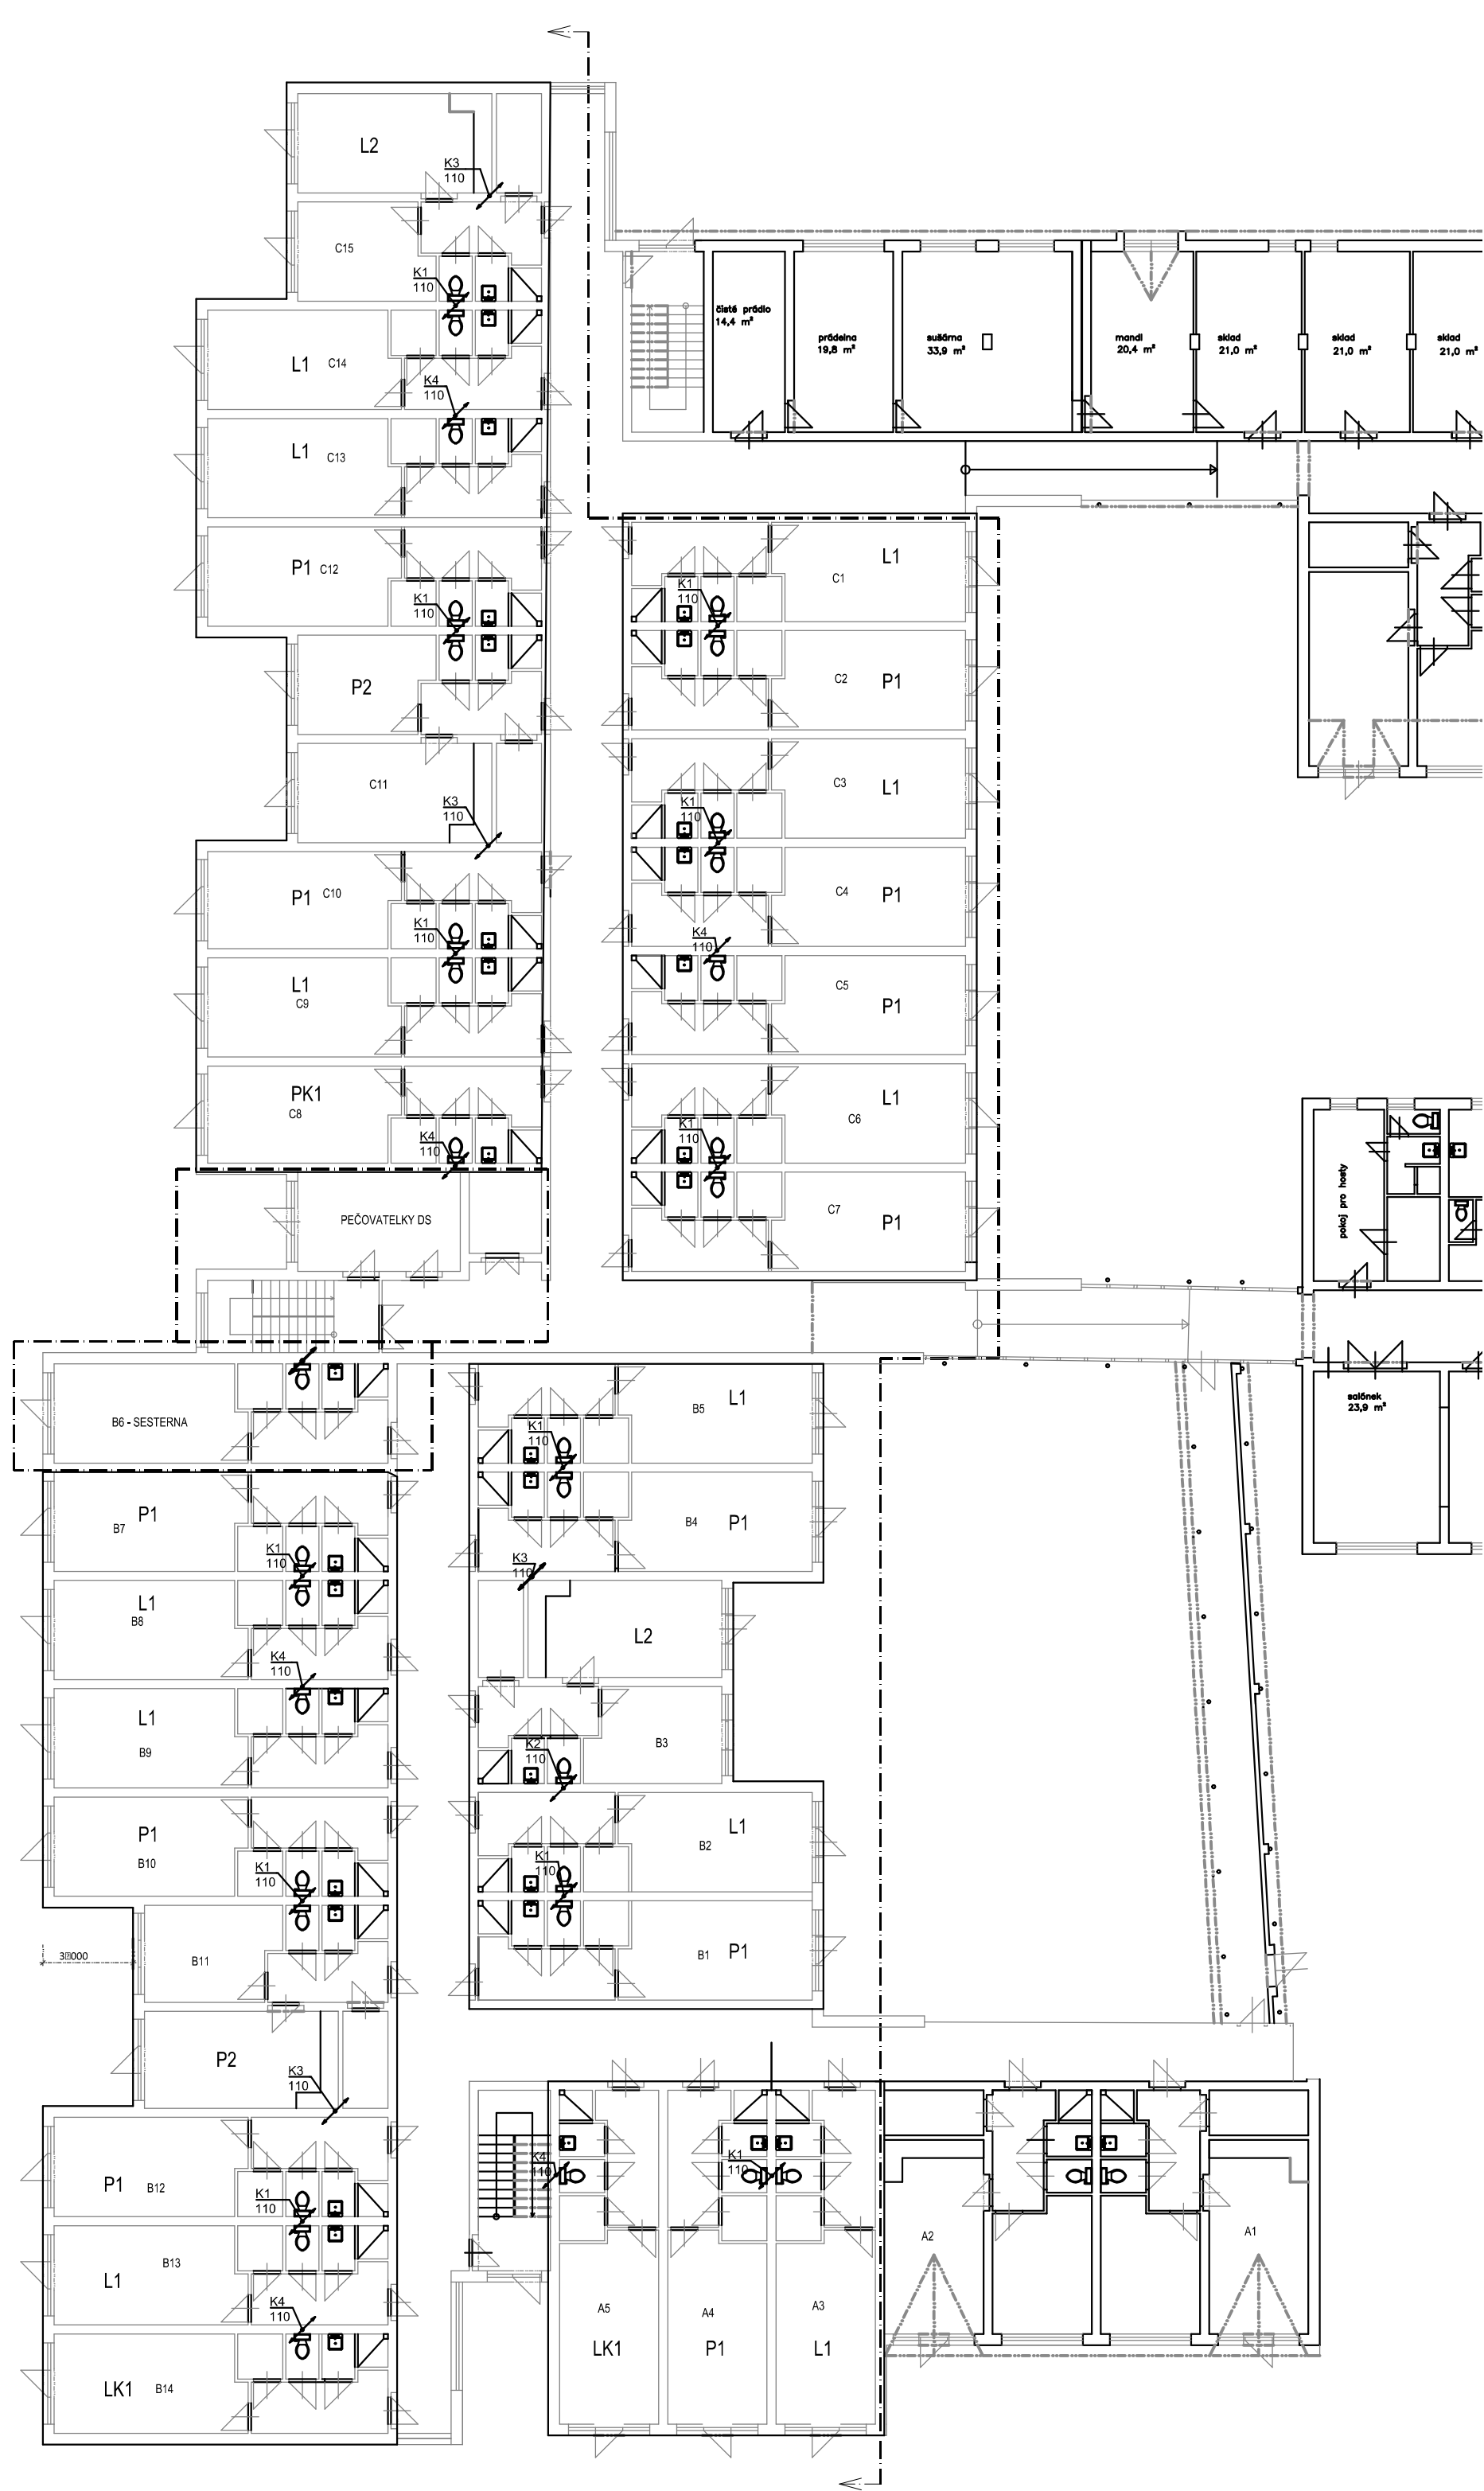 L2
K3
110
C15
K1
110
čisté prádlo
14,4 m²
prádelna
19,8 m²
sušárna
33,9 m²
mandl
20,4 m²
sklad
21,0 m²
sklad
21,0 m²
sklad
21,0 m²
L1 C14
K4
110
L1 C13
P1 C12
K1
110
L1
C1
K1
110
P2
C2 P1
C11
K3
110
C3 L1
K1
110
P1 C10
K1
110
C4 P1
K4
110
L1
C9
C5
P1
PK1
C8
K4
110
L1
C6
K1
110
PEČOVATELKY DS
C7
P1
pokoj pro hosty
B6 - SESTERNA
L1
B5
K1
110
salónek
23,9 m²
P1
B7
K1
110
B4 P1
K3
110
L1
B8
K4
110
L2
L1
B9
B3
K2
110
P1
B10
K1
110
L1
B2
K1
110
3000
B11
B1 P1
P2
K3
110
K4
110
K1
110
P1 B12
K1
110
B13
L1
K4
110
A2
A1
A5
A4
A3
LK1
P1
L1
LK1 B14